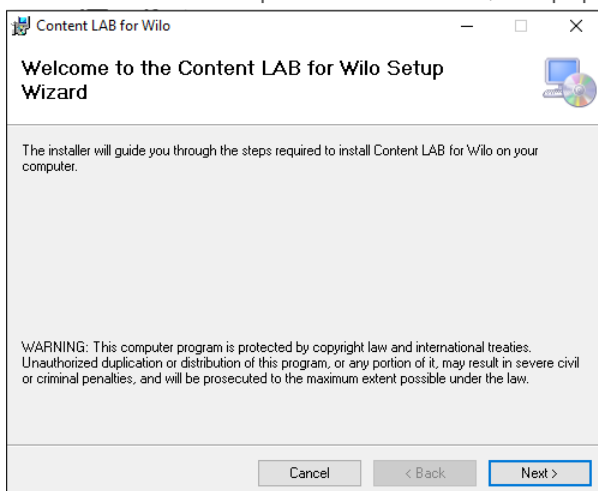 Content LAB for Wilo
Welcome to the Content LAB for Wilo Setup
Wizard
The installer will guide you through the steps required to install Content LAB for Wilo on your
computer.
WARNING: This computer program is protected by copyright law and international treaties.
Unauthorized duplication or distribution of this program, or any portion of it, may result in severe civil
or criminal penalties, and will be prosecuted to the maximum extent possible under the law.
Cancel
< Back
Next >